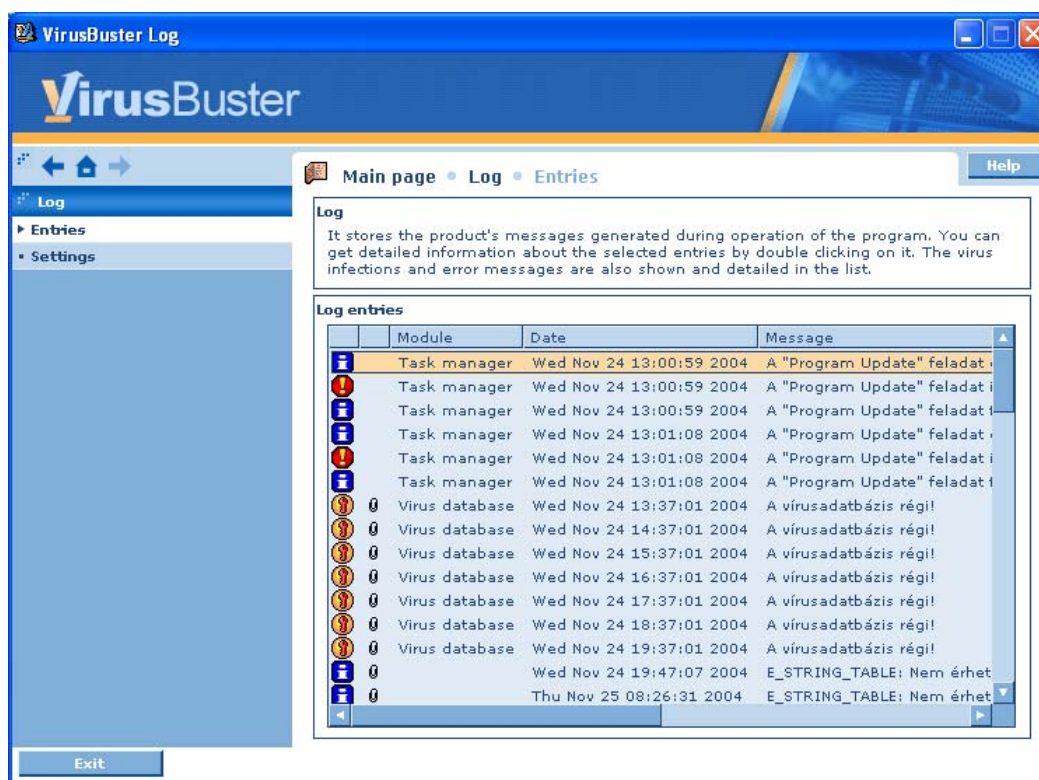 VirusBuster Log
VirusBuster
Help
Main page • Log • Entries
Log
Entries
Settings
Log
It stores the product's messages generated during operation of the program. You can
get detailed information about the selected entries by double clicking on it. The virus
infections and error messages are also shown and detailed in the list.
Log entries
Module Date Message
Task manager Wed Nov 24 13:00:59 2004 A "Program Update" feladat
Task manager Wed Nov 24 13:00:59 2004 A "Program Update" feladat i
Task manager Wed Nov 24 13:00:59 2004 A "Program Update" feladat f
Task manager Wed Nov 24 13:01:08 2004 A "Program Update" feladat
Task manager Wed Nov 24 13:01:08 2004 A "Program Update" feladat i
Task manager Wed Nov 24 13:01:08 2004 A "Program Update" feladat f
Virus database Wed Nov 24 13:37:01 2004 A vírusadatbázis régi!
Virus database Wed Nov 24 14:37:01 2004 A vírusadatbázis régi!
Virus database Wed Nov 24 15:37:01 2004 A vírusadatbázis régi!
Virus database Wed Nov 24 16:37:01 2004 A vírusadatbázis régi!
Virus database Wed Nov 24 17:37:01 2004 A vírusadatbázis régi!
Virus database Wed Nov 24 18:37:01 2004 A vírusadatbázis régi!
Virus database Wed Nov 24 19:37:01 2004 A vírusadatbázis régi!
Wed Nov 24 19:47:07 2004 E_STRING_TABLE: Nem érhet
Thu Nov 25 08:26:31 2004 E_STRING_TABLE: Nem érhet
Exit